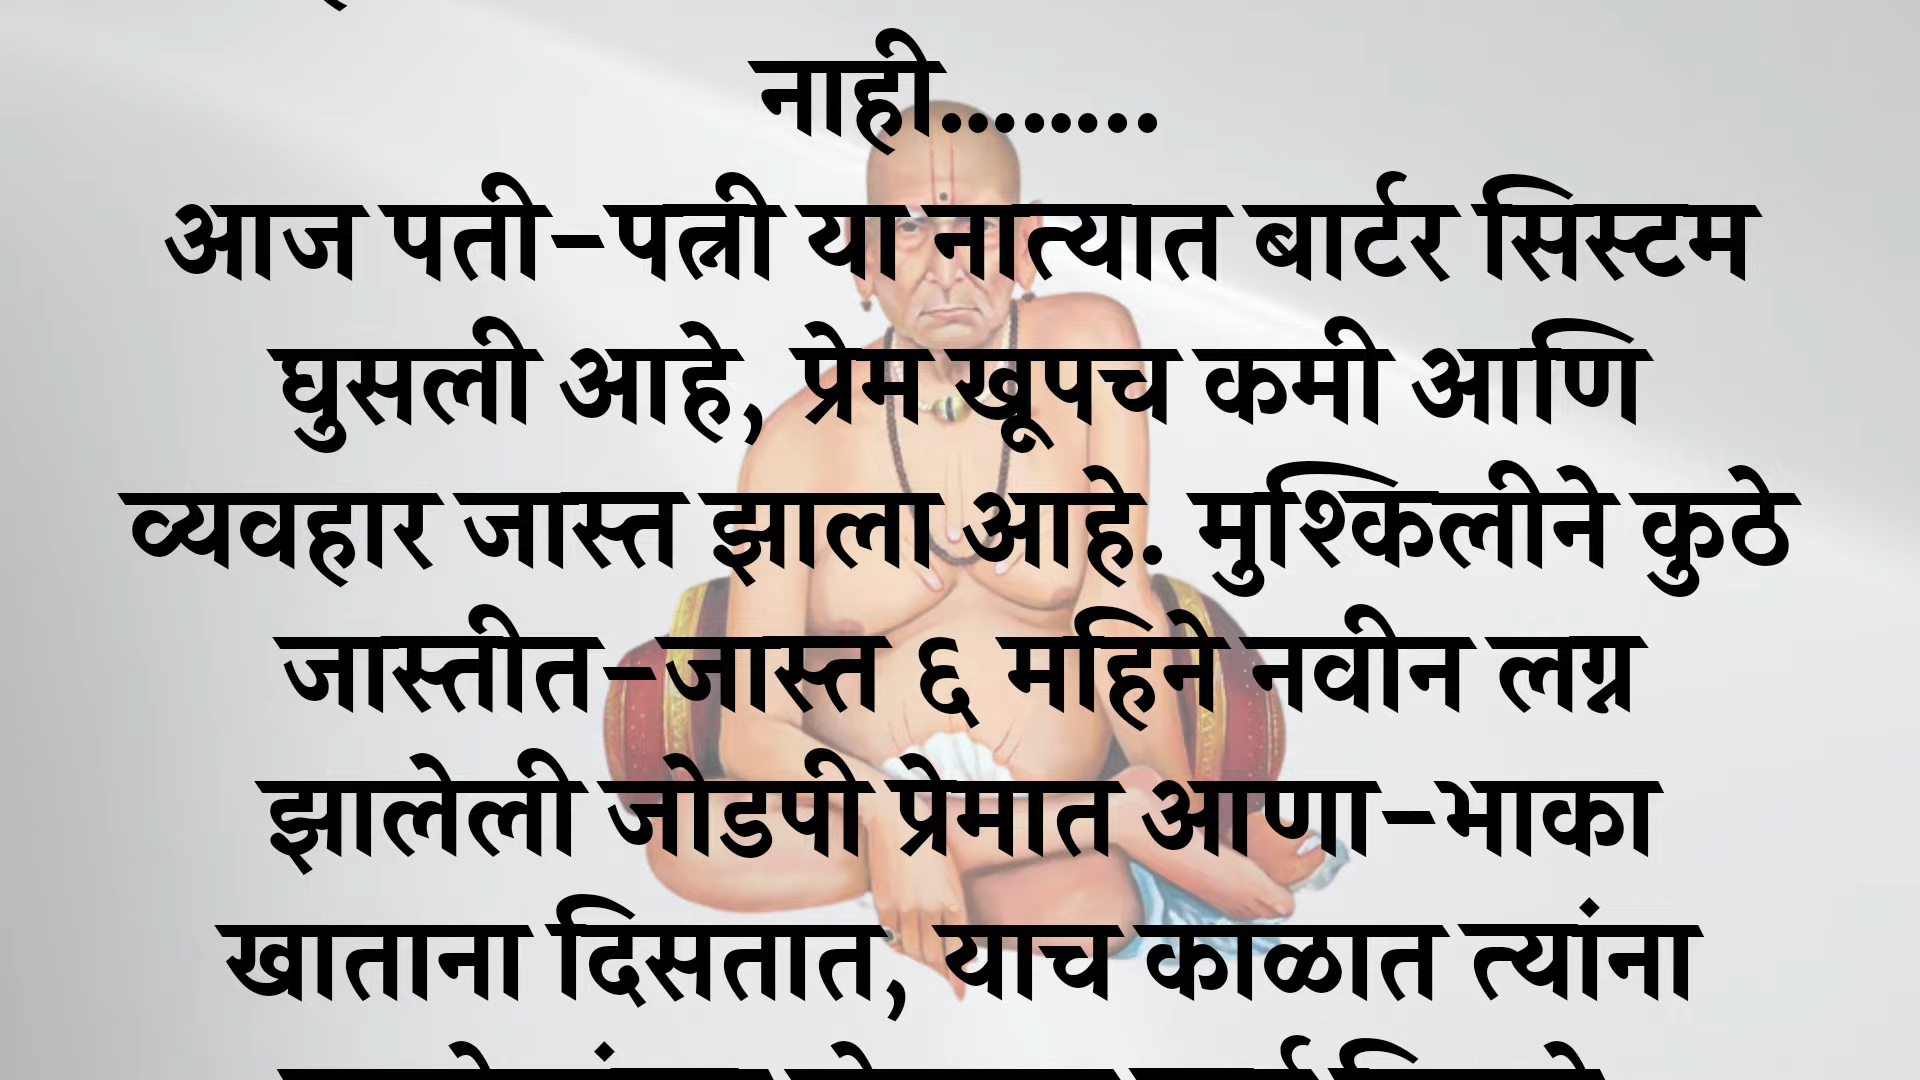 नाही........
आज पती-पत्नी या नात्यात बार्टर सिस्टम
घुसली आहे, प्रेम खूपच कमी आणि
व्यवहार जास्त झाला आहे. मुश्किलीने कुठे
जास्तीत-जास्त ६ महिने नवीन लग्न
झालेली जोडपी प्रेमात आणा-भाका
खाताना दिसतात, याच काळात त्यांना